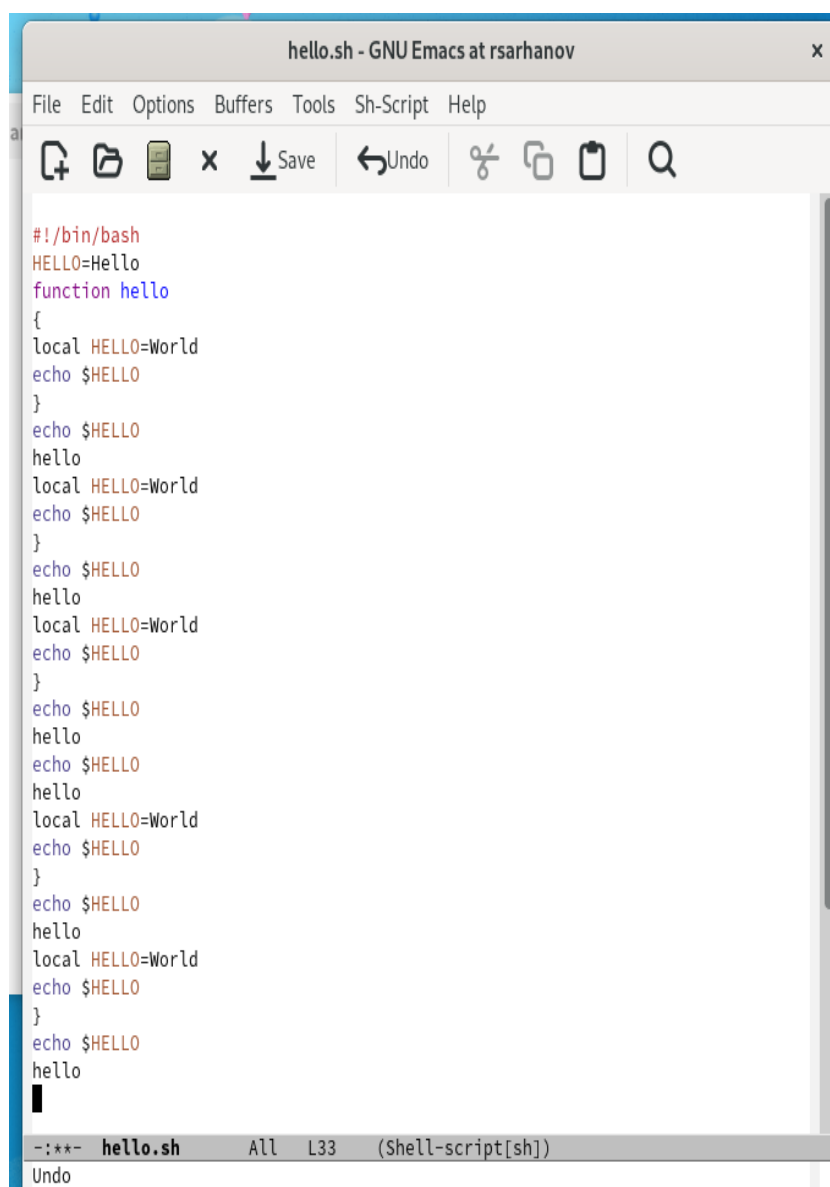 hello.sh - GNU Emacs at rsarhanov
File Edit Options Buffers Tools Sh-Script Help
Save Undo
#!/bin/bash
HELLO=Hello
function hello
{
local HELLO=World
echo $HELLO
}
echo $HELLO
hello
local HELLO=World
echo $HELLO
}
echo $HELLO
hello
local HELLO=World
echo $HELLO
}
echo $HELLO
hello
echo $HELLO
hello
local HELLO=World
echo $HELLO
}
echo $HELLO
hello
local HELLO=World
echo $HELLO
}
echo $HELLO
hello
-:**- hello.sh All L33 (Shell-script[sh])
Undo